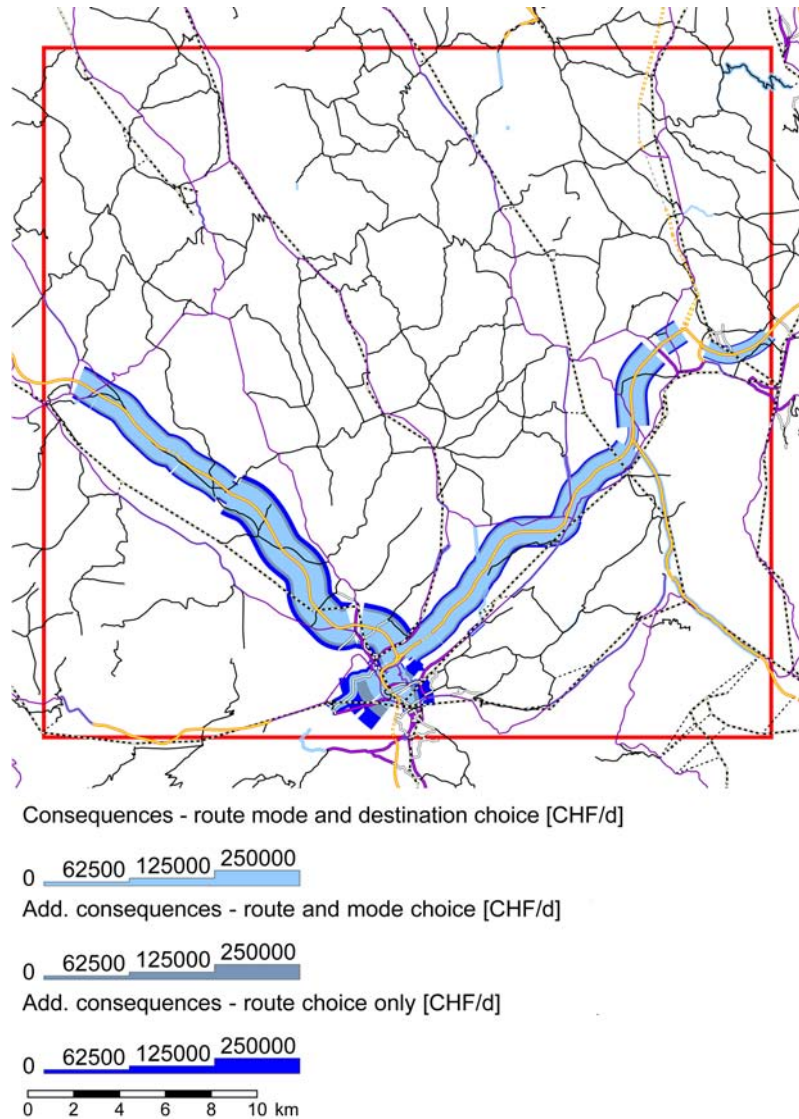 Consequences - route mode and destination choice [CHF/d]
0 62500 125000 250000
Add. consequences - route and mode choice [CHF/d]
0 62500 125000 250000
Add. consequences - route choice only [CHF/d]
0 62500 125000 250000
0 2 4 6 8 10 km